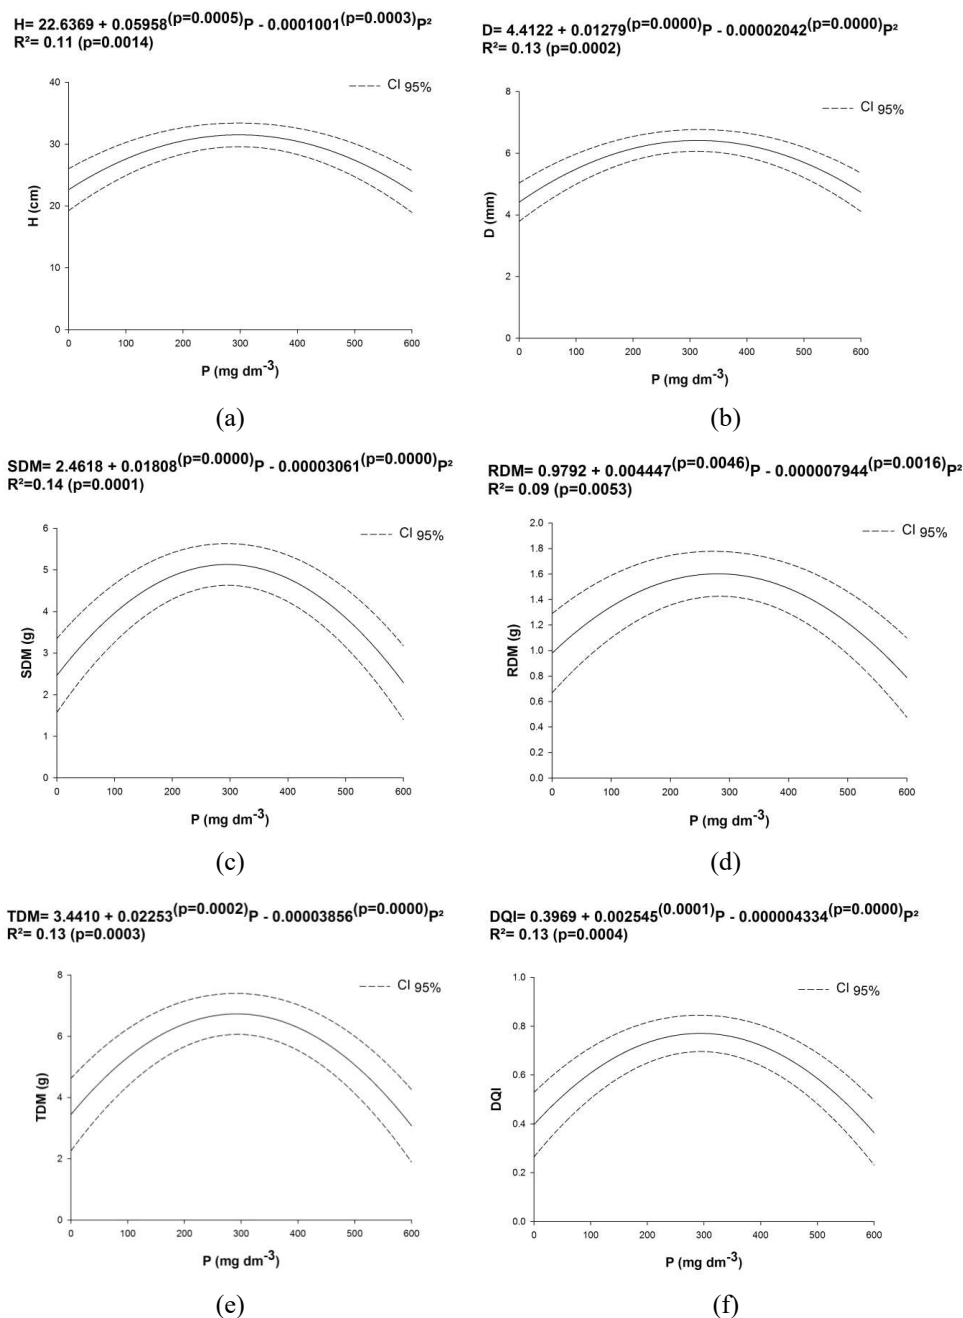 H= 22.6369 + 0.05958(p=0.0005)P - 0.0001001(p=0.0003)P²
R²= 0.11 (p=0.0014)
CI 95%
40
30
20
10
0
H (cm)
0 100 200 300 400 500 600
P (mg dm-3)
(a)
D= 4.4122 + 0.01279(p=0.0000)P - 0.00002042(p=0.0000)P²
R²= 0.13 (p=0.0002)
CI 95%
8
6
4
2
0
D (mm)
0 100 200 300 400 500 600
P (mg dm-3)
(b)
SDM= 2.4618 + 0.01808(p=0.0000)P - 0.00003061(p=0.0000)P²
R²=0.14 (p=0.0001)
CI 95%
6
5
4
3
2
1
0
SDM (g)
0 100 200 300 400 500 600
P (mg dm-3)
(c)
RDM= 0.9792 + 0.004447(p=0.0046)P - 0.000007944(p=0.0016)P²
R²= 0.09 (p=0.0053)
CI 95%
2.0
1.8
1.6
1.4
1.2
1.0
0.8
0.6
0.4
0.2
0.0
RDM (g)
0 100 200 300 400 500 600
P (mg dm-3)
(d)
TDM= 3.4410 + 0.02253(p=0.0002)P - 0.00003856(p=0.0000)P²
R²= 0.13 (p=0.0003)
CI 95%
8
6
4
2
0
TDM (g)
0 100 200 300 400 500 600
P (mg dm-3)
(e)
DQI= 0.3969 + 0.002545(0.0001)P - 0.000004334(p=0.0000)P²
R²= 0.13 (p=0.0004)
CI 95%
1.0
0.8
0.6
0.4
0.2
0.0
DQI
0 100 200 300 400 500 600
P (mg dm-3)
(f)